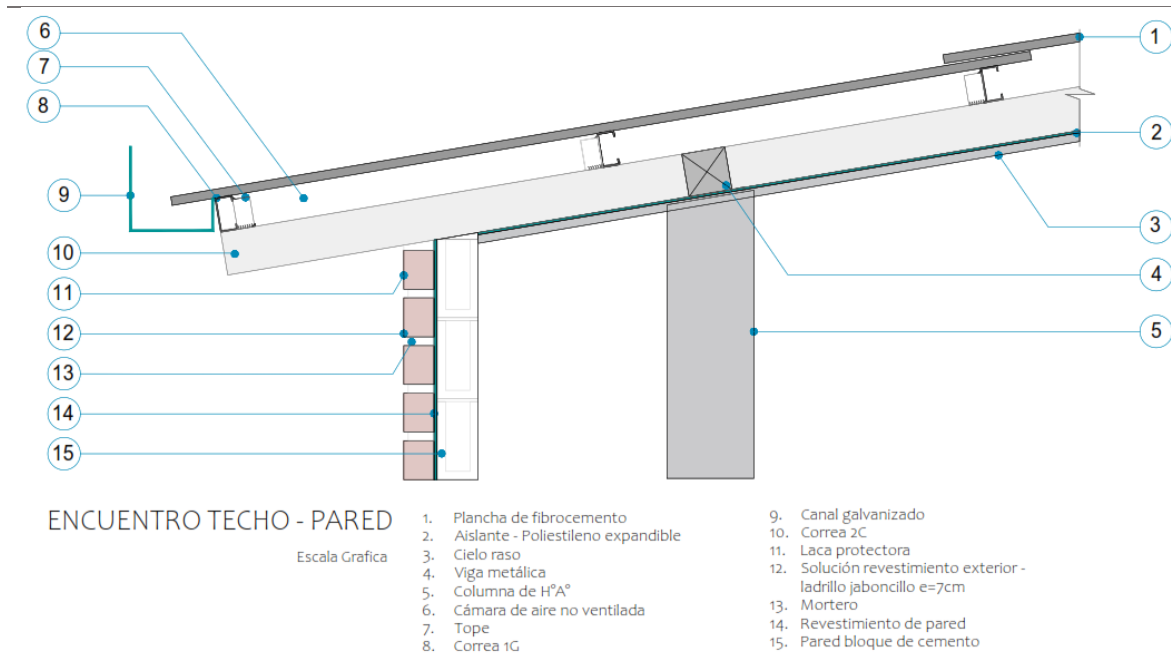 6
7
8
9
10
11
12
13
14
15
1
2
3
4
5
ENCUENTRO TECHO - PARED
Escala Grafica
1. Plancha de fibrocemento
2. Aislante - Poliestileno expandible
3. Cielo raso
4. Viga metálica
5. Columna de H°A°
6. Cámara de aire no ventilada
7. Tope
8. Correa 1G
9. Canal galvanizado
10. Correa 2C
11. Laca protectora
12. Solución revestimiento exterior -
ladrillo jaboncillo e=7cm
13. Mortero
14. Revestimiento de pared
15. Pared bloque de cemento